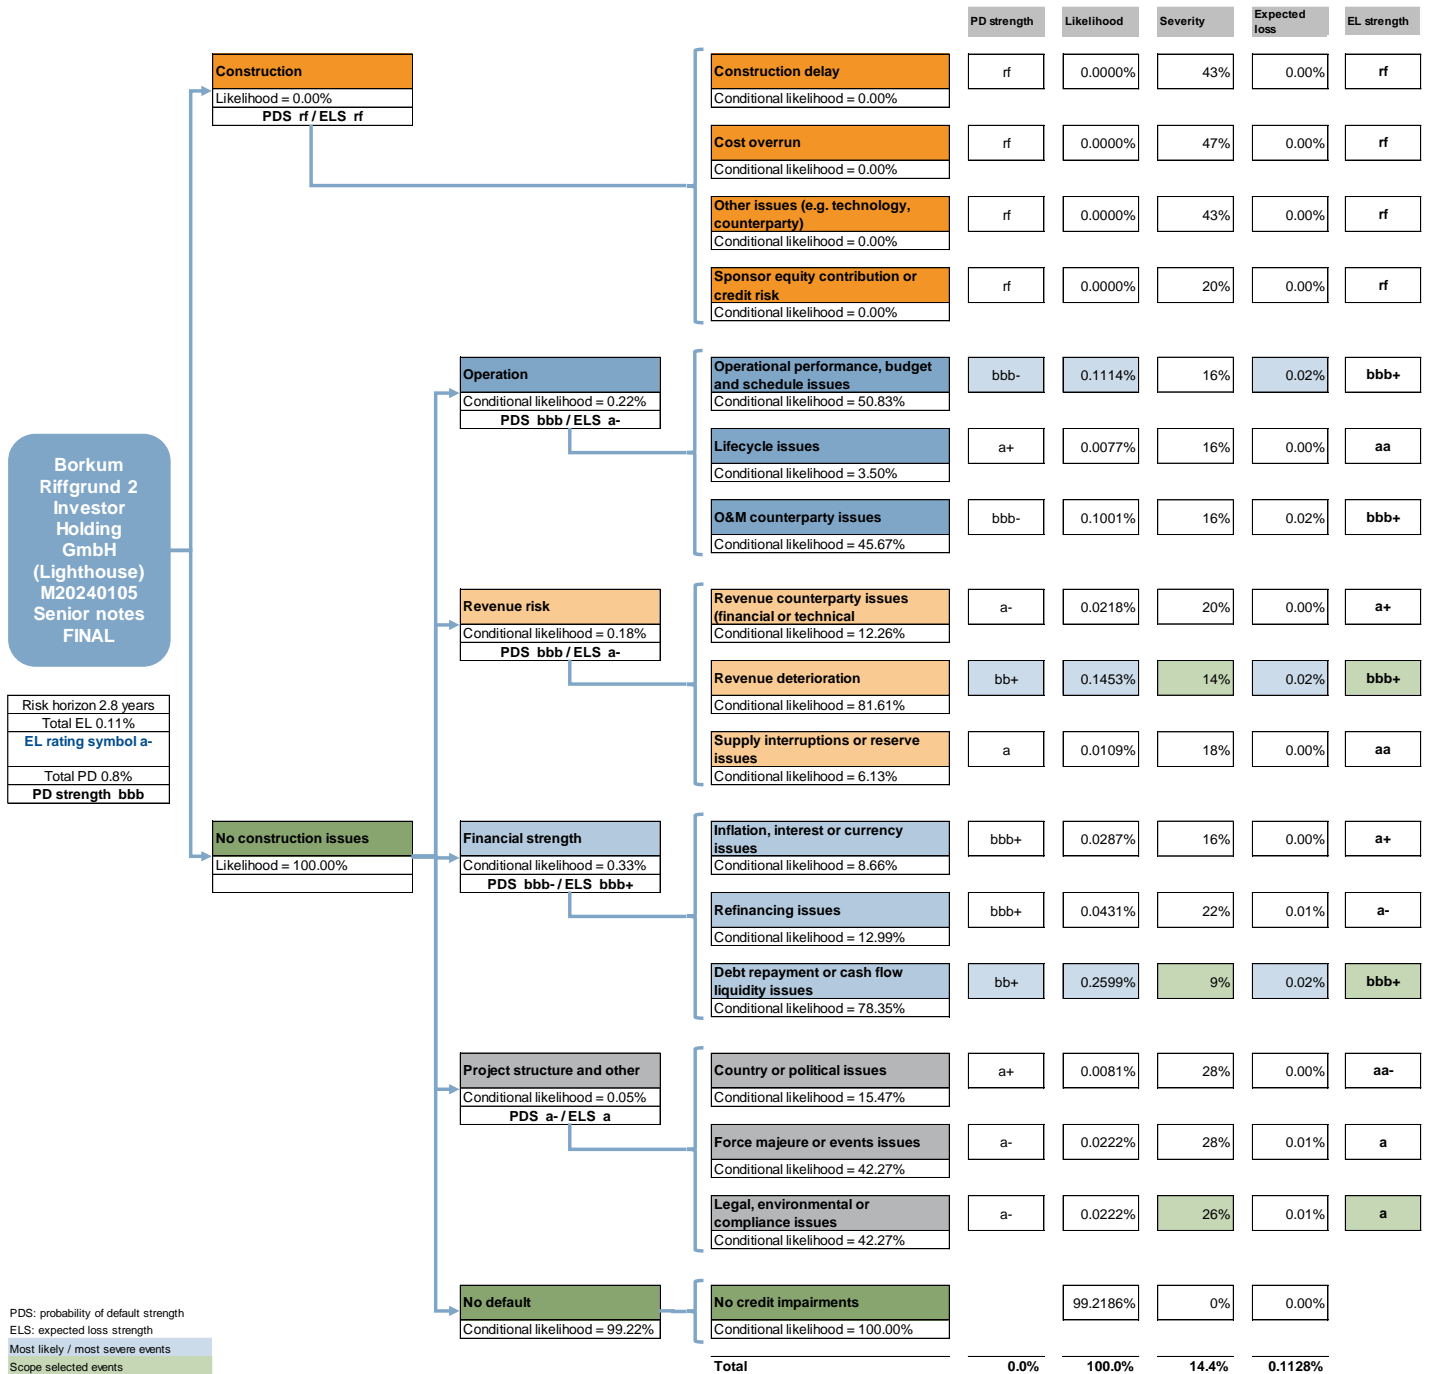 PD strength
Likelihood
Severity
Expected
loss
EL strength
Construction
Likelihood = 0.00%
PDS rf / ELS rf
Construction delay
Conditional likelihood = 0.00%
rf
0.0000%
43%
0.00%
rf
Cost overrun
Conditional likelihood = 0.00%
rf
0.0000%
47%
0.00%
rf
Other issues (e.g. technology,
counterparty)
Conditional likelihood = 0.00%
rf
0.0000%
43%
0.00%
rf
Sponsor equity contribution or
credit risk
Conditional likelihood = 0.00%
rf
0.0000%
20%
0.00%
rf
Operation
Conditional likelihood = 0.22%
PDS bbb / ELS a-
Operational performance, budget
and schedule issues
Conditional likelihood = 50.83%
bbb-
0.1114%
16%
0.02%
bbb+
Lifecycle issues
Conditional likelihood = 3.50%
a+
0.0077%
16%
0.00%
aa
O&M counterparty issues
Conditional likelihood = 45.67%
bbb-
0.1001%
16%
0.02%
bbb+
Borkum
Riffgrund 2
Investor
Holding
GmbH
(Lighthouse)
M20240105
Senior notes
FINAL
Risk horizon 2.8 years
Total EL 0.11%
EL rating symbol a-
Total PD 0.8%
PD strength bbb
Revenue risk
Conditional likelihood = 0.18%
PDS bbb / ELS a-
Revenue counterparty issues
(financial or technical
Conditional likelihood = 12.26%
a-
0.0218%
20%
0.00%
a+
Revenue deterioration
Conditional likelihood = 81.61%
bb+
0.1453%
14%
0.02%
bbb+
Supply interruptions or reserve
issues
Conditional likelihood = 6.13%
a
0.0109%
18%
0.00%
aa
No construction issues
Likelihood = 100.00%
Financial strength
Conditional likelihood = 0.33%
PDS bbb- / ELS bbb+
Inflation, interest or currency
issues
Conditional likelihood = 8.66%
bbb+
0.0287%
16%
0.00%
a+
Refinancing issues
Conditional likelihood = 12.99%
bbb+
0.0431%
22%
0.01%
a-
Debt repayment or cash flow
liquidity issues
Conditional likelihood = 78.35%
bb+
0.2599%
9%
0.02%
bbb+
Project structure and other
Conditional likelihood = 0.05%
PDS a- / ELS a
Country or political issues
Conditional likelihood = 15.47%
a+
0.0081%
28%
0.00%
aa-
Force majeure or events issues
Conditional likelihood = 42.27%
a-
0.0222%
28%
0.01%
a
Legal, environmental or
compliance issues
Conditional likelihood = 42.27%
a-
0.0222%
26%
0.01%
a
No default
Conditional likelihood = 99.22%
No credit impairments
Conditional likelihood = 100.00%
99.2186%
0%
0.00%
PDS: probability of default strength
ELS: expected loss strength
Most likely / most severe events
Scope selected events
Total
0.0%
100.0%
14.4%
0.1128%